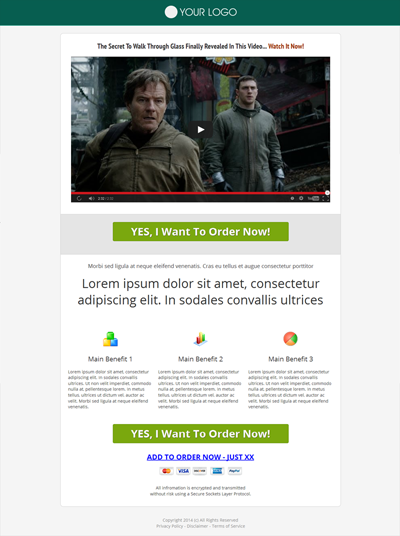 YOUR LOGO
The Secret To Walk Through Glass Finally Revealed In This Video... Watch It Now!
YES, I Want To Order Now!
Morbi sed ligula at neque eleifend venenatis. Cras eu tellus et augue consectetur porttitor
Lorem ipsum dolor sit amet, consectetur
adipiscing elit. In sodales convallis ultrices
Main Benefit 1
Lorem ipsum dolor sit amet, consectetur
adipiscing elit. In sodales convallis
ultrices. Ut non velit imperdiet, commodo
nulla at, pellentesque lorem. In metus
tellus, ultrices ut dictum vel, auctor ac
velit. Morbi sed ligula at neque eleifend
venenatis.
Main Benefit 2
Lorem ipsum dolor sit amet, consectetur
adipiscing elit. In sodales convallis
ultrices. Ut non velit imperdiet, commodo
nulla at, pellentesque lorem. In metus
tellus, ultrices ut dictum vel, auctor ac
velit. Morbi sed ligula at neque eleifend
venenatis.
Main Benefit 3
Lorem ipsum dolor sit amet, consectetur
adipiscing elit. In sodales convallis
ultrices. Ut non velit imperdiet, commodo
nulla at, pellentesque lorem. In metus
tellus, ultrices ut dictum vel, auctor ac
velit. Morbi sed ligula at neque eleifend
venenatis.
YES, I Want To Order Now!
ADD TO ORDER NOW - JUST XX
VISA PayPal
All infromation is encrypted and transmitted
without risk using a Secure Sockets Layer Protocol.
Copyright 2014 (c) All Rights Reserved
Privacy Policy - Disclaimer - Terms of Service